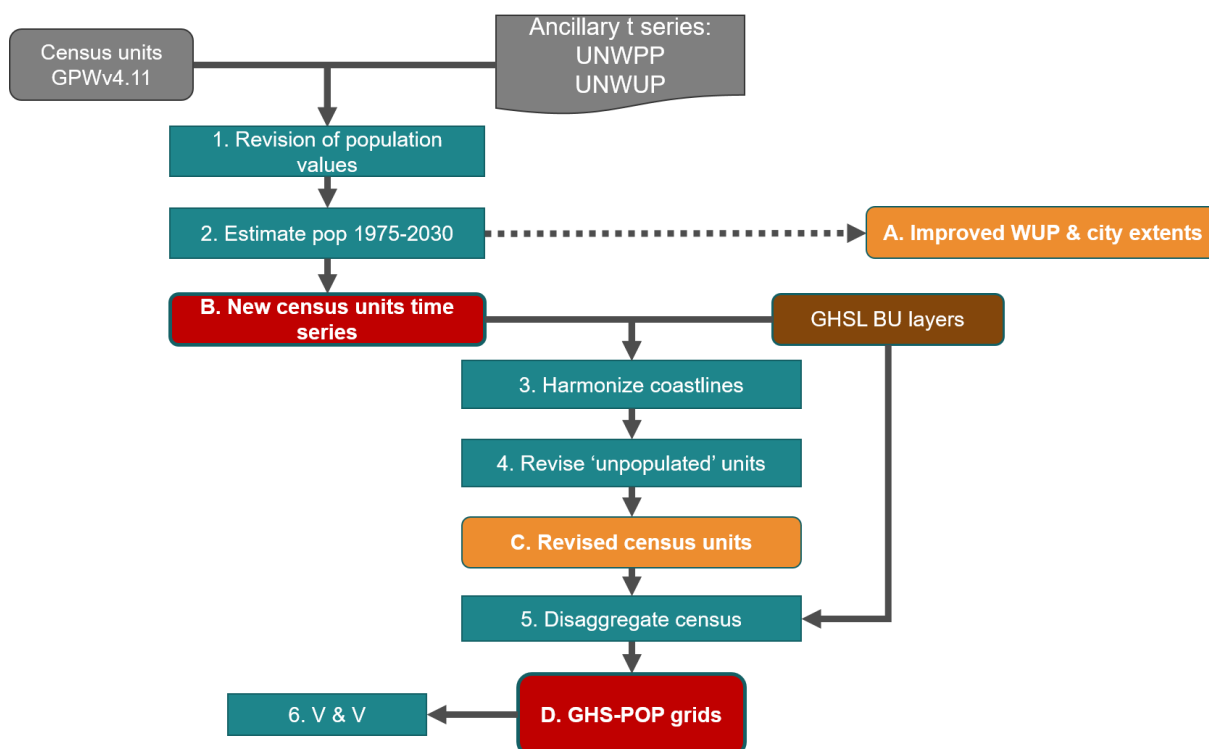 Census units
GPWv4.11
Ancillary t series:
UNWPP
UNWUP
1. Revision of population
values
2. Estimate pop 1975-2030
A. Improved WUP & city extents
B. New census units time
series
GHSL BU layers
3. Harmonize coastlines
4. Revise ‘unpopulated’ units
C. Revised census units
5. Disaggregate census
6. V & V
D. GHS-POP grids